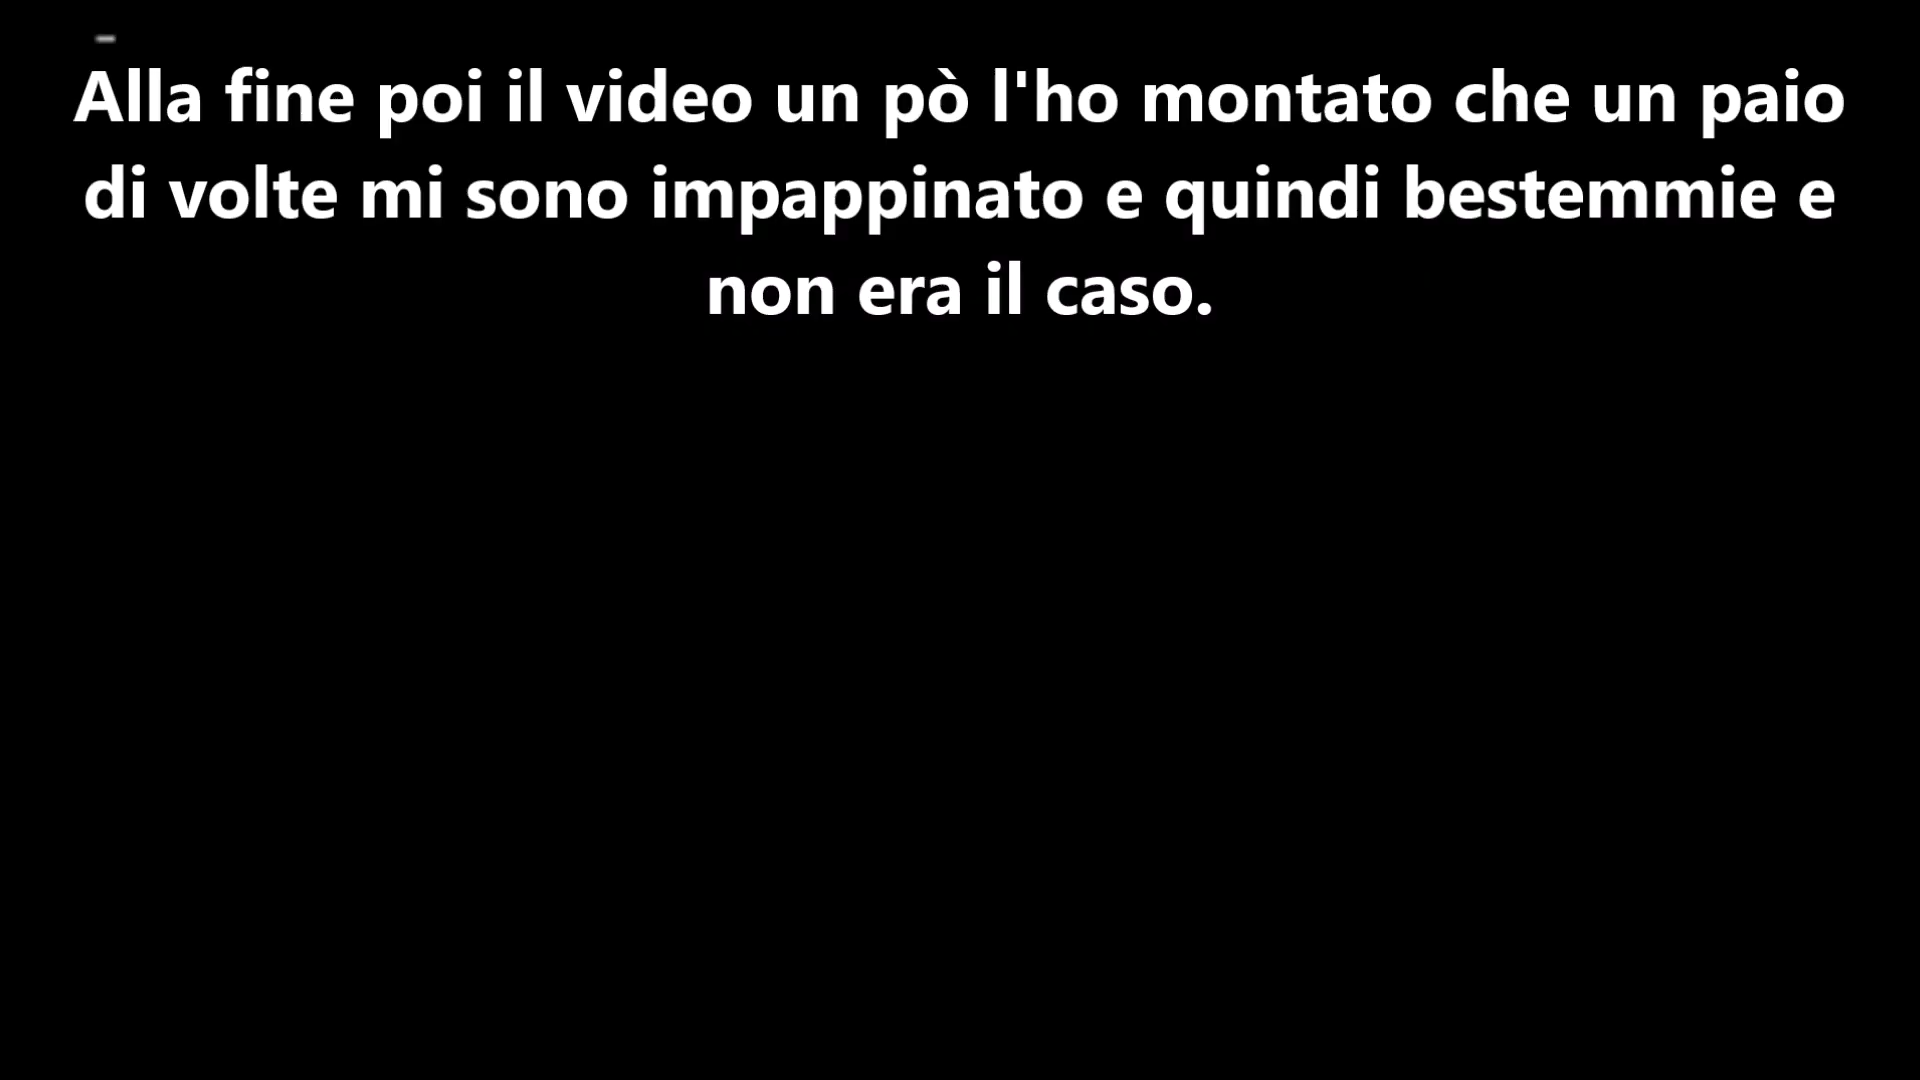 Alla fine poi il video un pò l'ho montato che un paio
di volte mi sono impappinato e quindi bestemmie e
non era il caso.